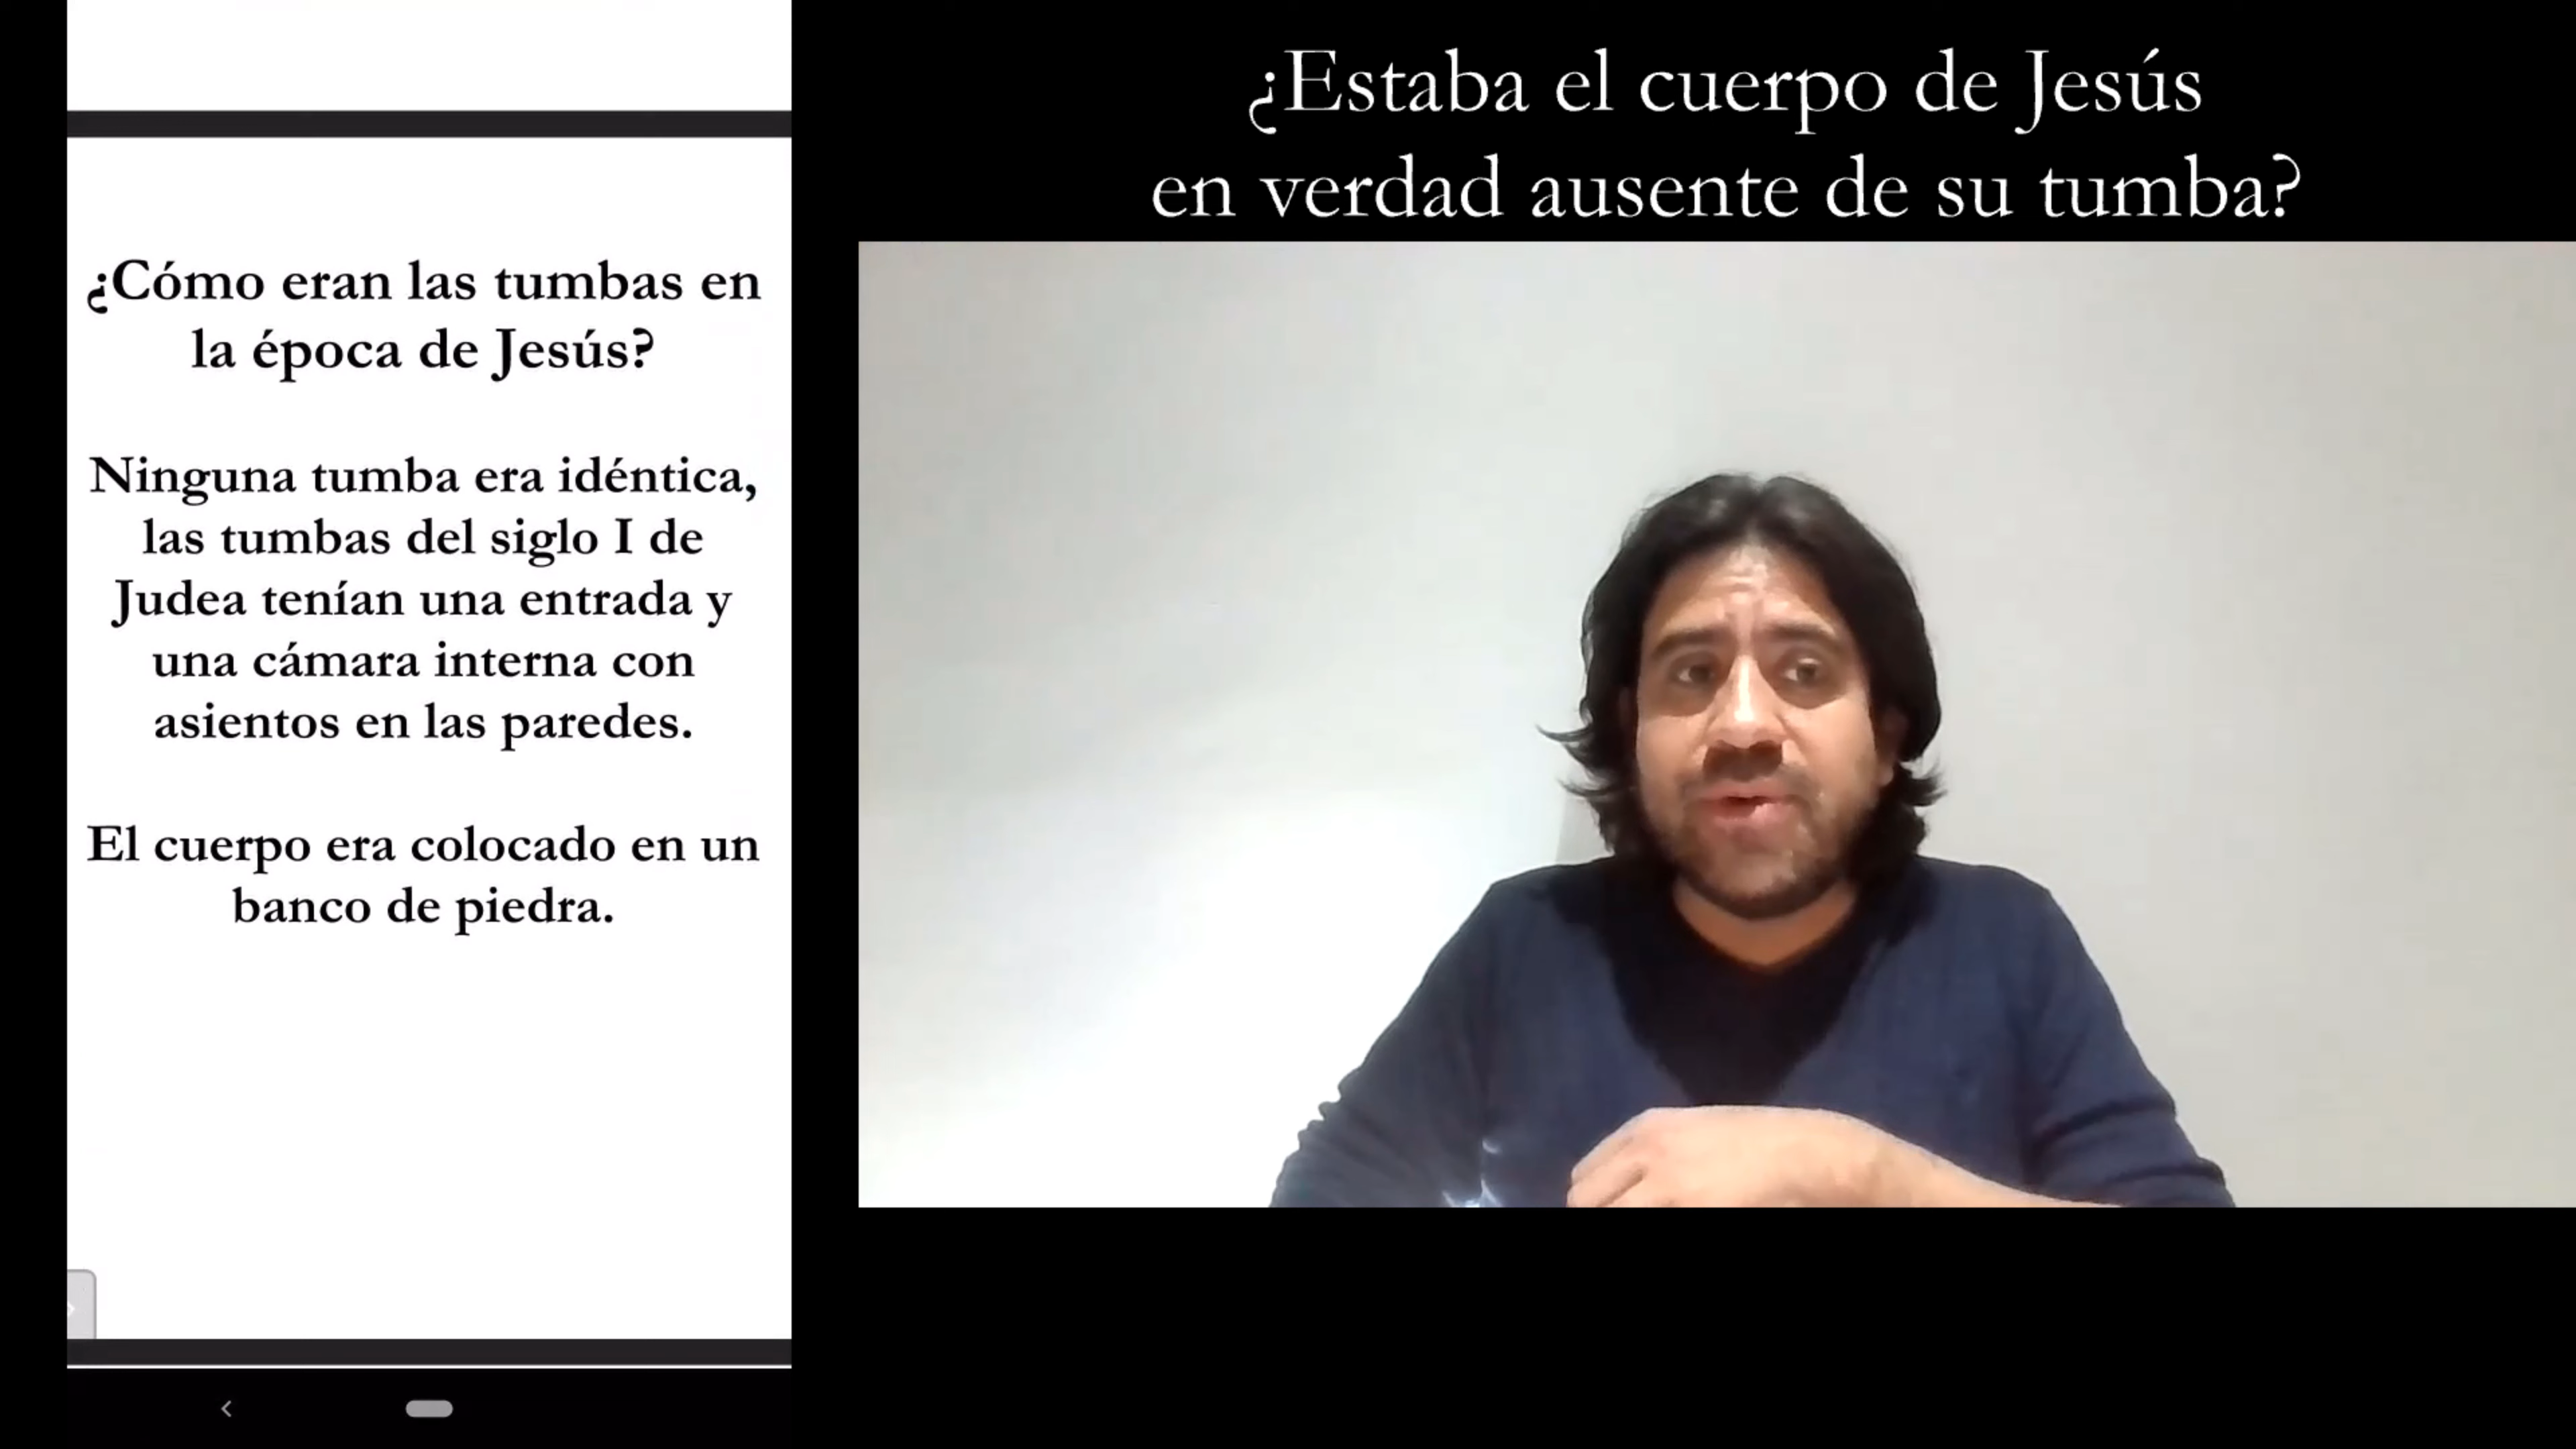 ¿Estaba el cuerpo de Jesús
en verdad ausente de su tumba?
¿Cómo eran las tumbas en
la época de Jesús?
Ninguna tumba era idéntica,
las tumbas del siglo I de
Judea tenían una entrada y
una cámara interna con
asientos en las paredes.
El cuerpo era colocado en un
banco de piedra.